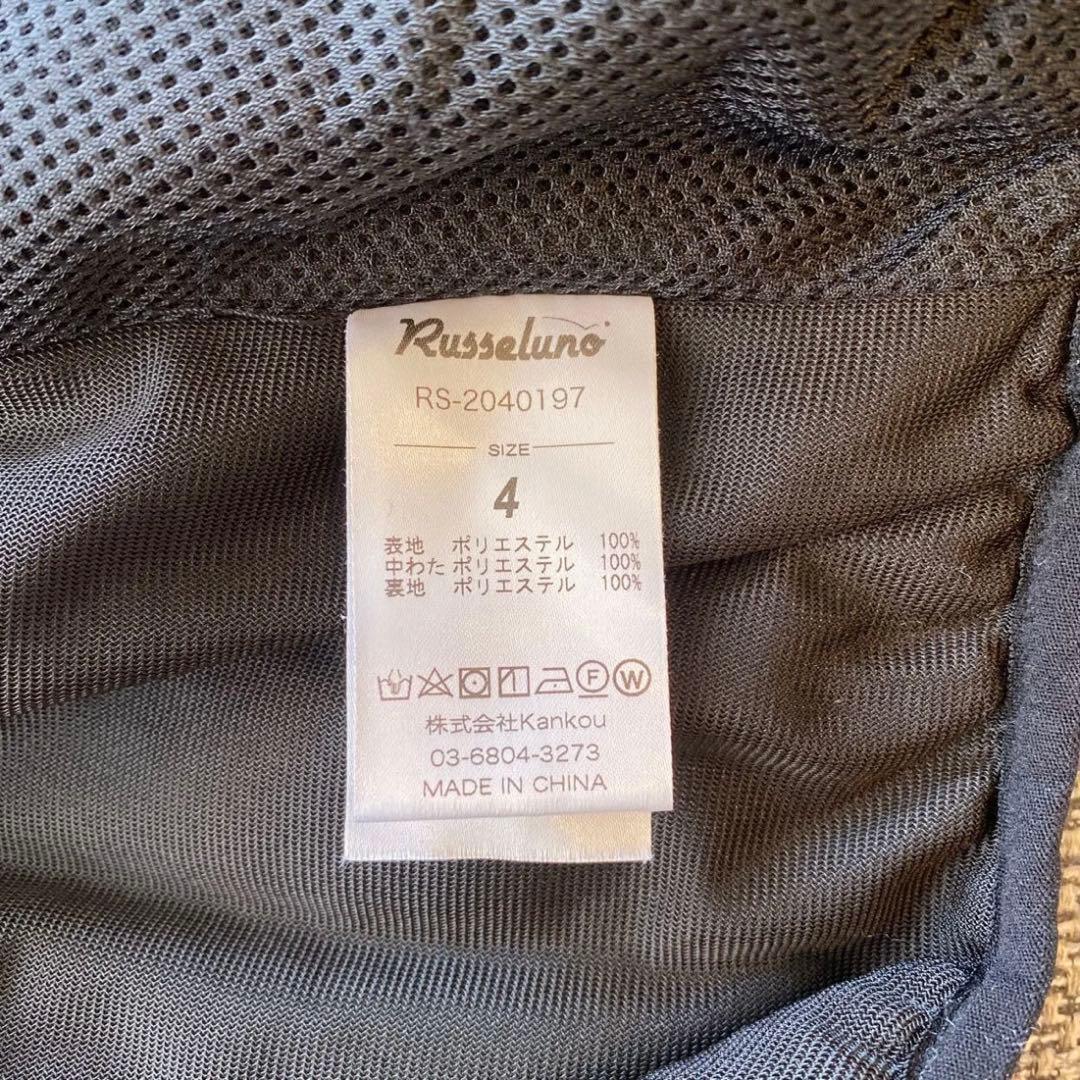 Russeluno
RS-2040197
SIZE
4
表地 ポリエステル 100%
中わた ポリエステル 100%
裏地 ポリエステル 100%
F W
株式会社Kankou
03-6804-3273
MADE IN CHINA